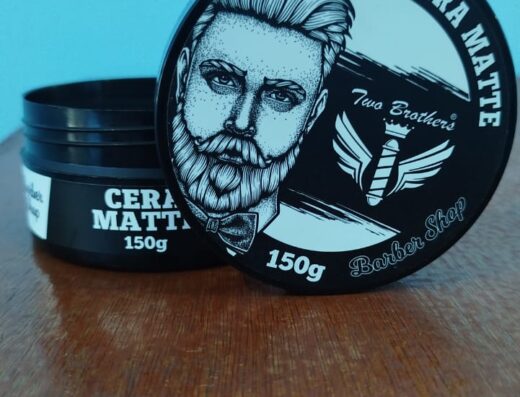 CERA
MATTE
150g
CERA MATTE
Two Brothers®
150g
Barber Shop